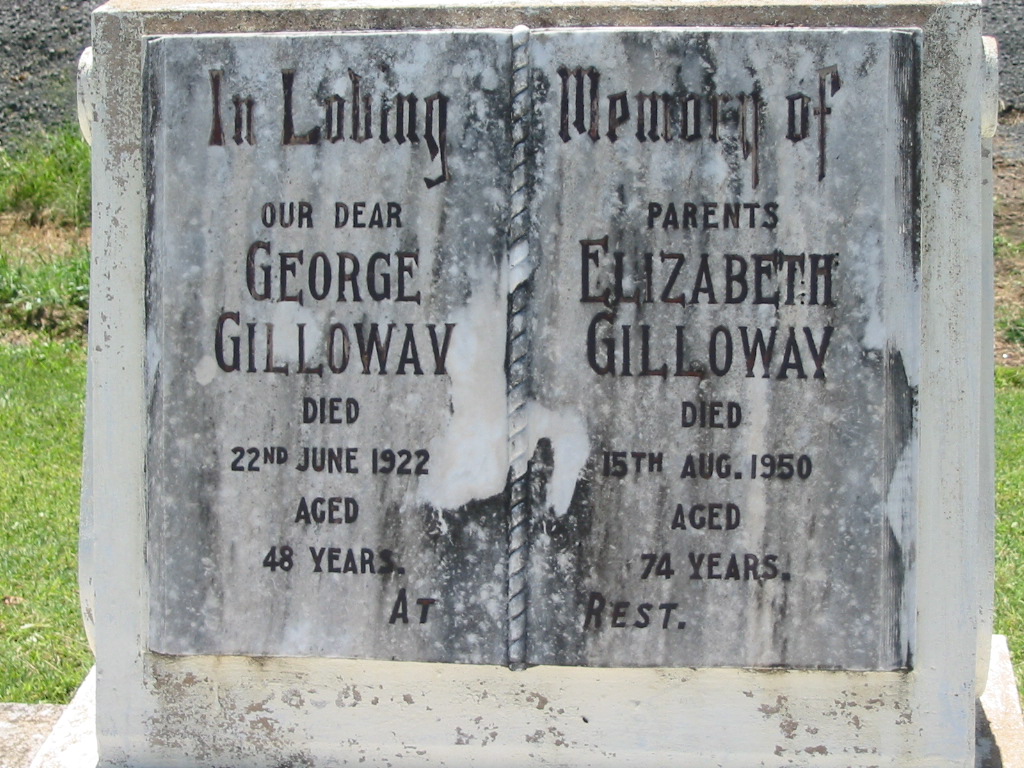 In Loving Memory of
OUR DEAR PARENTS
GEORGE ELIZABETH
GILLOWAY GILLOWAY
DIED DIED
22ND JUNE 1922 15TH AUG. 1950
AGED AGED
48 YEARS. 74 YEARS.
AT REST.